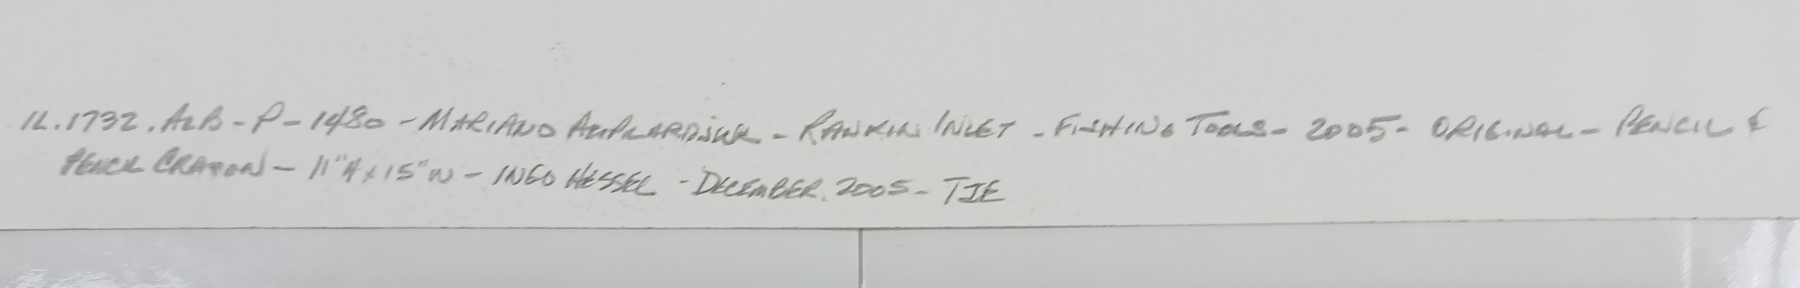 IL.1732.ALB-P-1480-MARIANO AUPILARDJUK-RANKIN INLET-FISHING TOOLS-2005-ORIGINAL-PENCIL &
PENCIL CRAYON-11"H x 15"W-INGO HESSEL-DECEMBER.2005-TIE